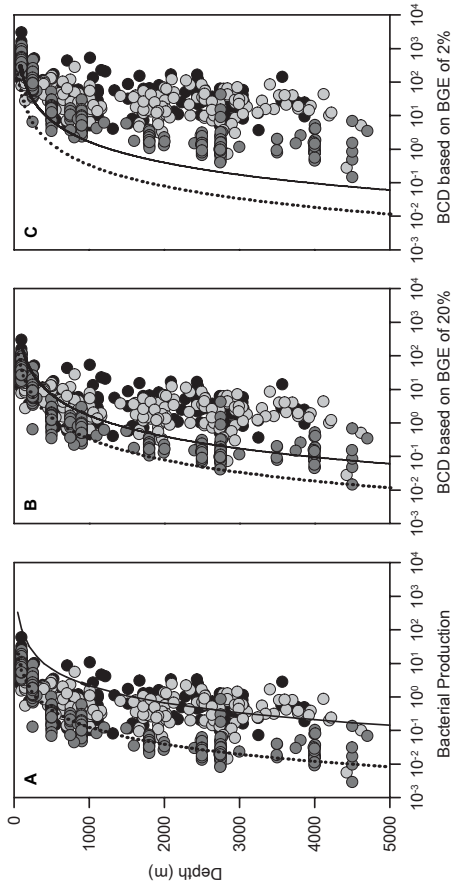 A
B
C
Depth (m)
0
1000
2000
3000
4000
5000
10-3 10-2 10-1 100 101 102 103 104
10-3 10-2 10-1 100 101 102 103 104
10-3 10-2 10-1 100 101 102 103 104
Bacterial Production
BCD based on BGE of 20%
BCD based on BGE of 2%